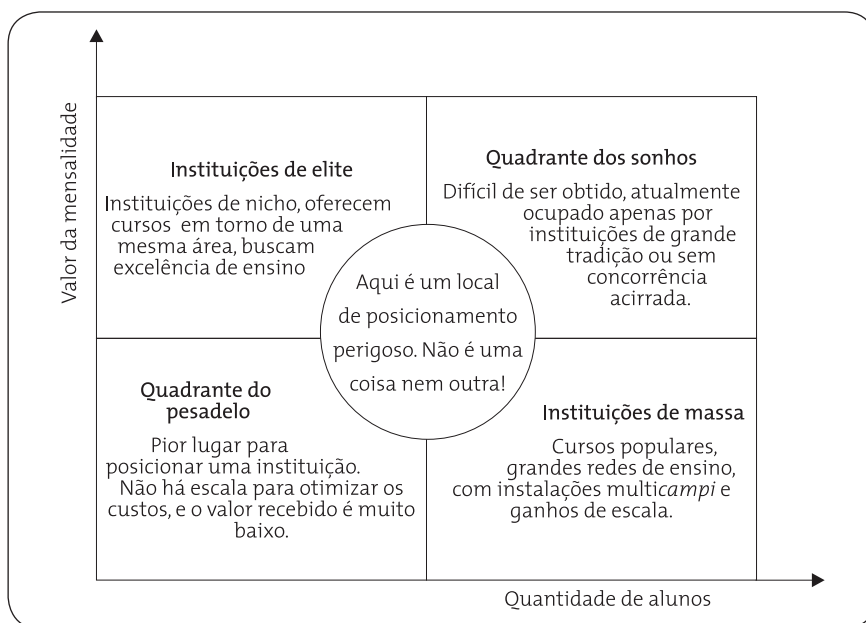 Valor da mensalidade
Instituições de elite
Instituições de nicho, oferecem
cursos em torno de uma
mesma área, buscam
excelência de ensino
Quadrante dos sonhos
Difícil de ser obtido, atualmente
ocupado apenas por
instituições de grande
tradição ou sem
concorrência
acirrada.
Aqui é um local
de posicionamento
perigoso. Não é uma
coisa nem outra!
Quadrante do
pesadelo
Pior lugar para
posicionar uma instituição.
Não há escala para otimizar os
custos, e o valor recebido é muito
baixo.
Instituições de massa
Cursos populares,
grandes redes de ensino,
com instalações multicampi e
ganhos de escala.
Quantidade de alunos